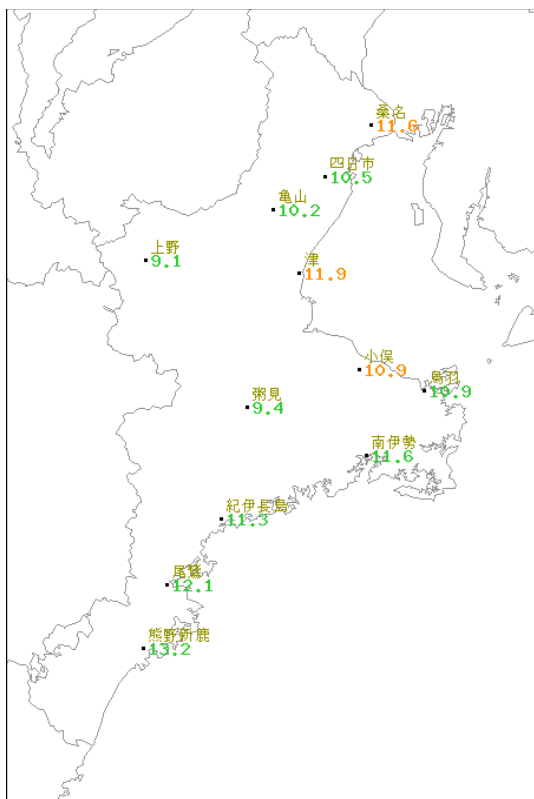 桑名
11.6
四日市
10.5
亀山
10.2
上野
9.1
津
11.9
小俣
10.9
鳥羽
10.9
粥見
9.4
南伊勢
11.6
紀伊長島
11.3
尾鷲
12.1
熊野新鹿
13.2